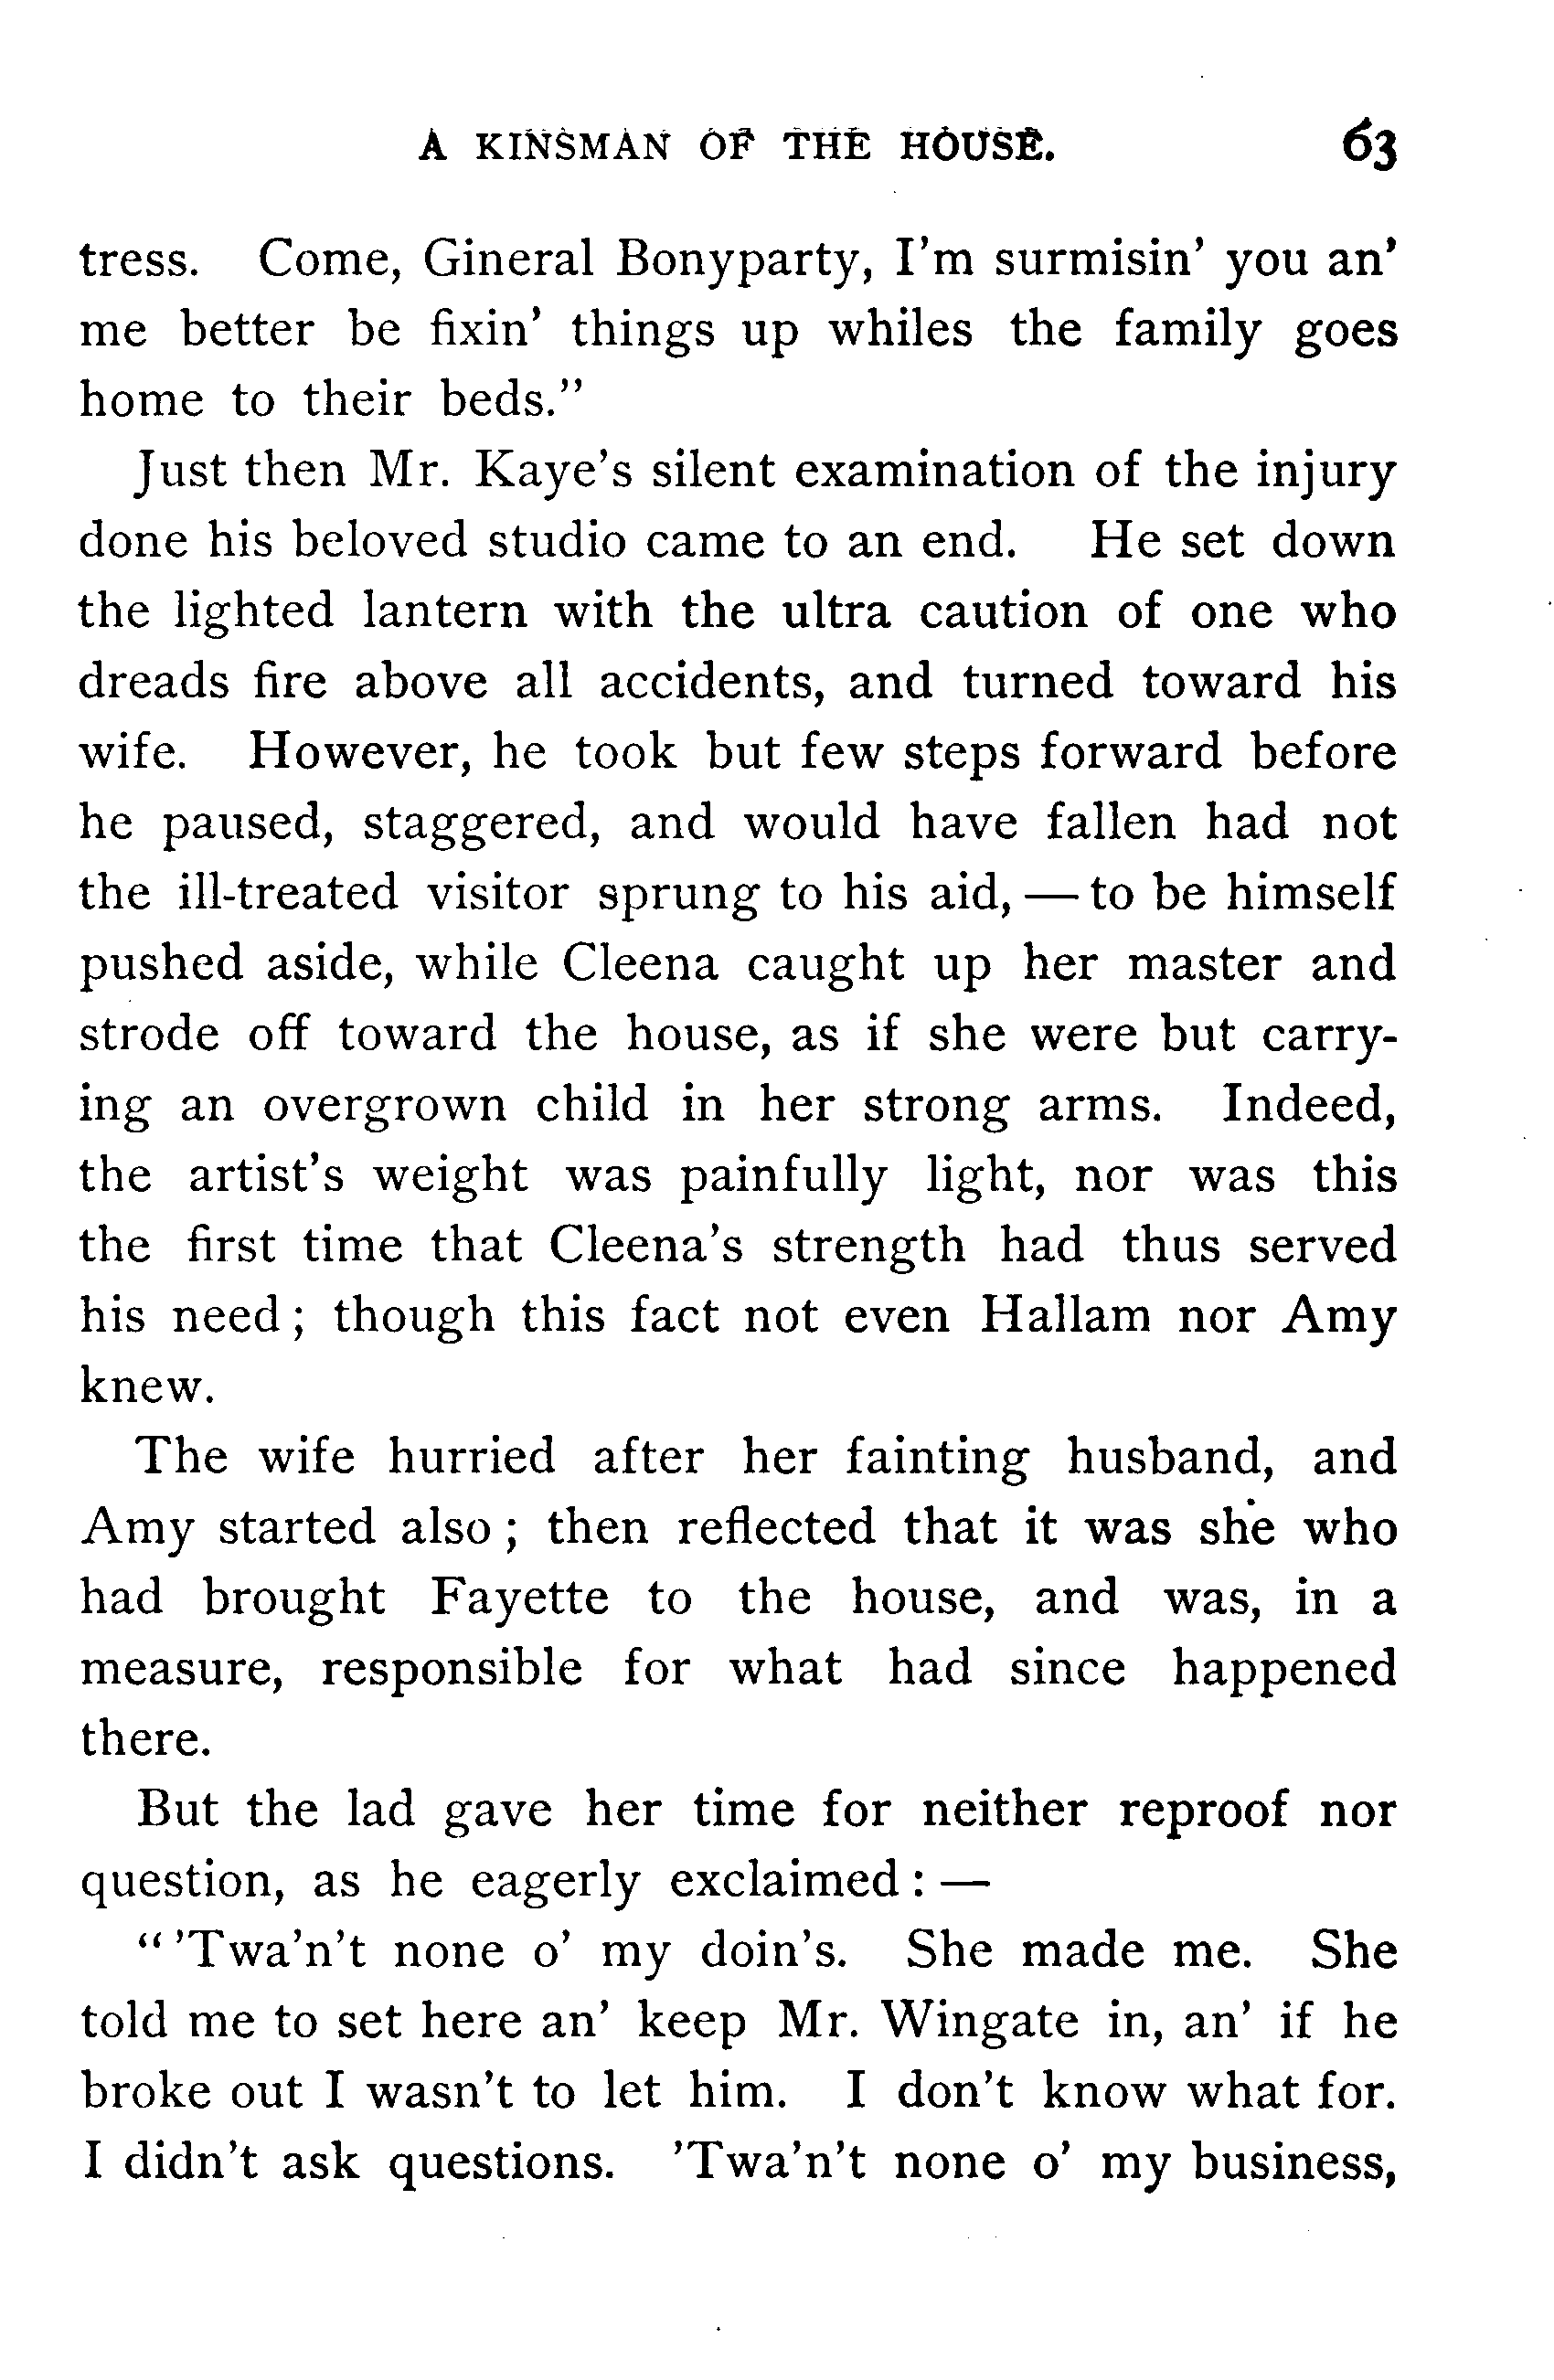 A KINSMAN OF THE HOUSE. 63
tress. Come, Gineral Bonyparty, I'm surmisin' you an'
me better be fixin' things up whiles the family goes
home to their beds."
Just then Mr. Kaye's silent examination of the injury
done his beloved studio came to an end. He set down
the lighted lantern with the ultra caution of one who
dreads fire above all accidents, and turned toward his
wife. However, he took but few steps forward before
he paused, staggered, and would have fallen had not
the ill-treated visitor sprung to his aid, — to be himself
pushed aside, while Cleena caught up her master and
strode off toward the house, as if she were but carry-
ing an overgrown child in her strong arms. Indeed,
the artist's weight was painfully light, nor was this
the first time that Cleena's strength had thus served
his need; though this fact not even Hallam nor Amy
knew.
The wife hurried after her fainting husband, and
Amy started also; then reflected that it was she who
had brought Fayette to the house, and was, in a
measure, responsible for what had since happened
there.
But the lad gave her time for neither reproof nor
question, as he eagerly exclaimed: —
"'Twa'n't none o' my doin's. She made me. She
told me to set here an' keep Mr. Wingate in, an' if he
broke out I wasn't to let him. I don't know what for.
I didn't ask questions. 'Twa'n't none o' my business,